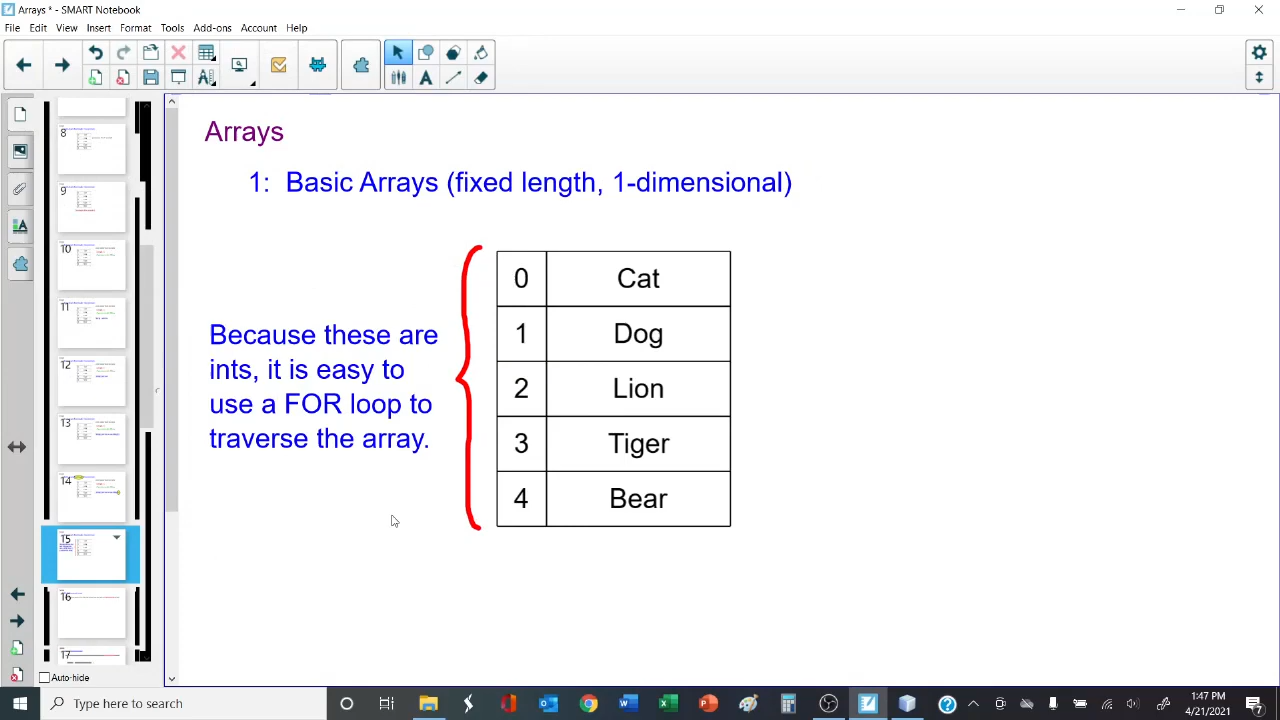 Arrays * - SMART Notebook
File Edit View Insert Format Tools Add-ons Account Help
8
9
10
11
12
13
14
15
16
17
Auto-hide
Arrays
1: Basic Arrays (fixed length, 1-dimensional)
Because these are
ints, it is easy to
use a FOR loop to
traverse the array.
0 Cat
1 Dog
2 Lion
3 Tiger
4 Bear
Type here to search
1:47 PM
4/21/2021